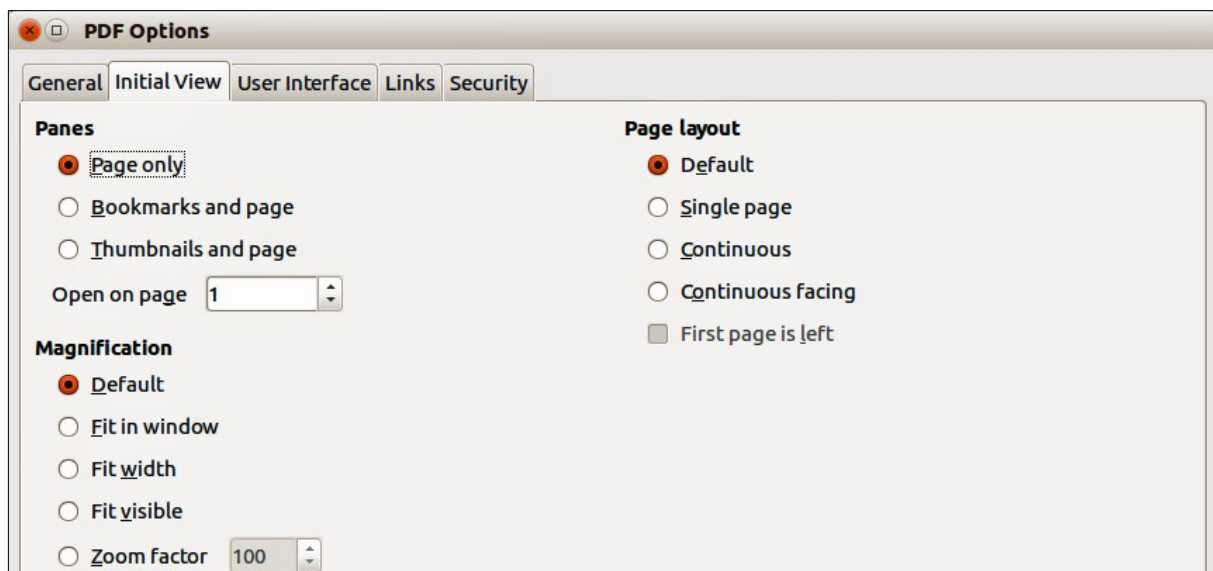 PDF Options
General Initial View User Interface Links Security
Panes
Page only
Bookmarks and page
Thumbnails and page
Open on page 1
Magnification
Default
Fit in window
Fit width
Fit visible
Zoom factor 100
Page layout
Default
Single page
Continuous
Continuous facing
First page is left